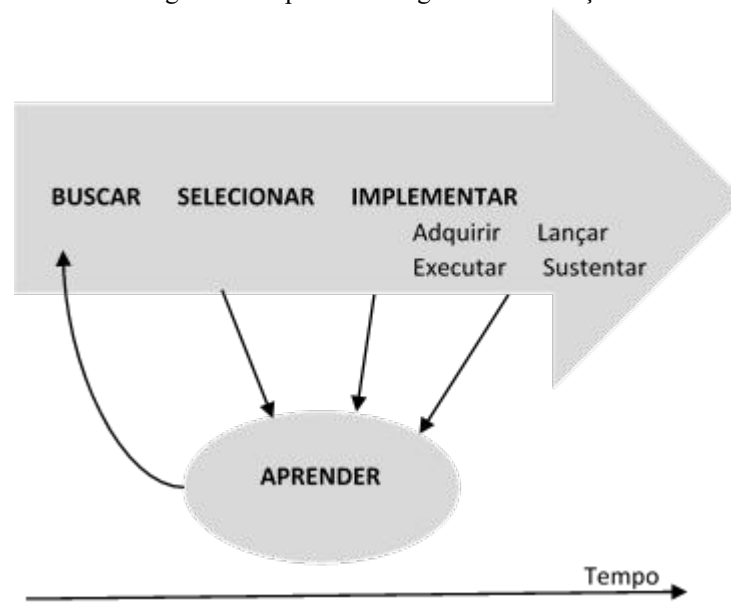 BUSCAR SELECIONAR IMPLEMENTAR
Adquirir Lançar
Executar Sustentar
APRENDER
Tempo